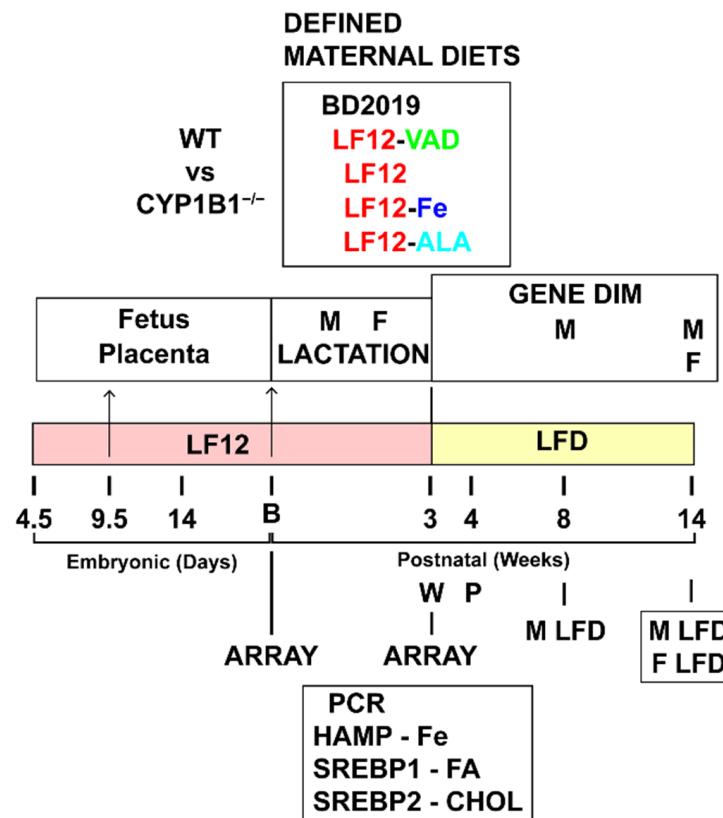 DEFINED
MATERNAL DIETS
BD2019
LF12-VAD
LF12
LF12-Fe
LF12-ALA
WT
vs
CYP1B1⁻/⁻
Fetus
Placenta
M F
LACTATION
GENE DIM
M M
F
LF12 LFD
4.5 9.5 14 B 3 4 8 14
Embryonic (Days) Postnatal (Weeks)
W P
ARRAY ARRAY
M LFD
M LFD
F LFD
PCR
HAMP - Fe
SREBP1 - FA
SREBP2 - CHOL